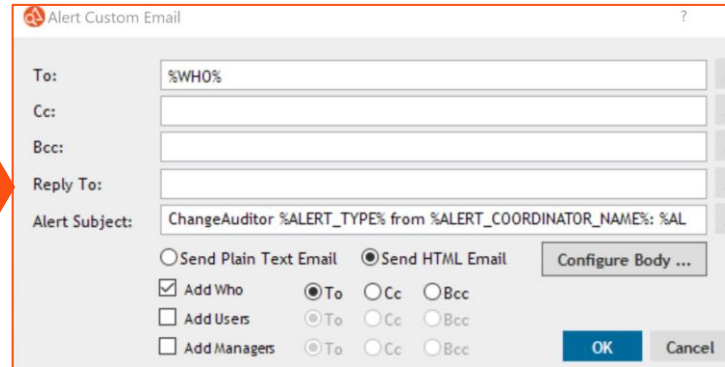 Alert Custom Email ?
To: %WHO%
Cc:
Bcc:
Reply To:
Alert Subject: ChangeAuditor %ALERT_TYPE% from %ALERT_COORDINATOR_NAME%: %AL
Send Plain Text Email Send HTML Email Configure Body ...
Add Who To Cc Bcc
Add Users To Cc Bcc
Add Managers To Cc Bcc OK Cancel